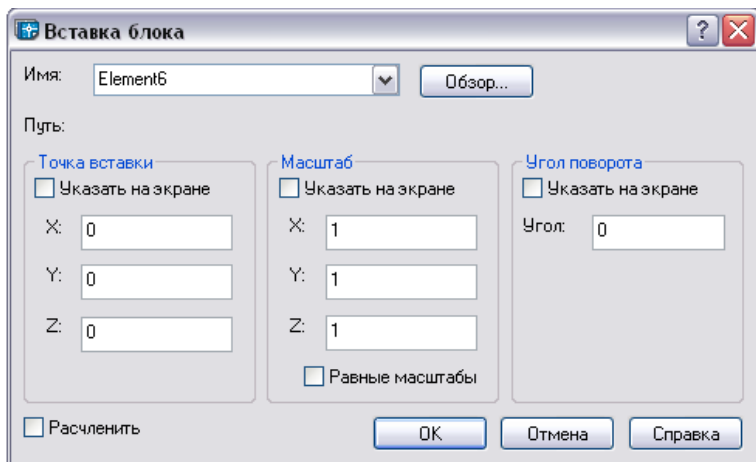 Вставка блока
Имя: Element6 Обзор...
Путь:
Точка вставки Масштаб Угол поворота
Указать на экране Указать на экране Указать на экране
X: 0 X: 1 Угол: 0
Y: 0 Y: 1
Z: 0 Z: 1
Равные масштабы
Расчленить OK Отмена Справка